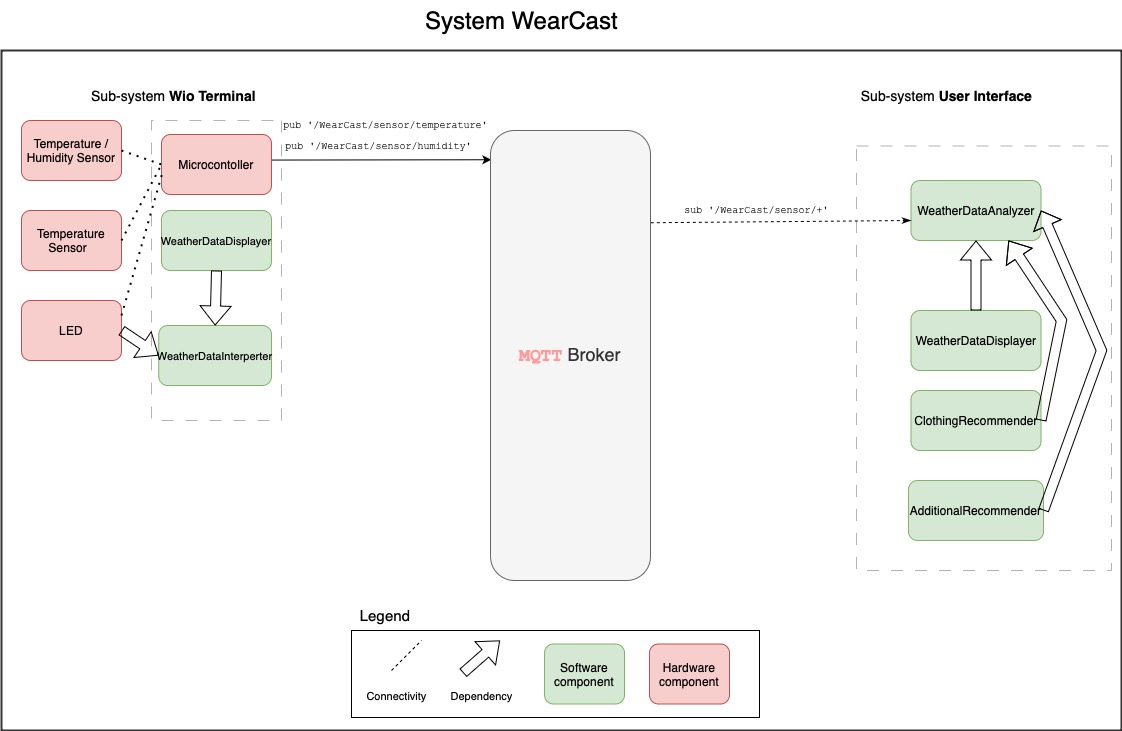 System WearCast
Sub-system Wio Terminal
Sub-system User Interface
Temperature /
Humidity Sensor
Temperature
Sensor
LED
Microcontoller
WeatherDataDisplayer
WeatherDataInterperter
pub '/WearCast/sensor/temperature'
pub '/WearCast/sensor/humidity'
MQTT Broker
sub '/WearCast/sensor/+'
WeatherDataAnalyzer
WeatherDataDisplayer
ClothingRecommender
AdditionalRecommender
Legend
Connectivity
Dependency
Software
component
Hardware
component